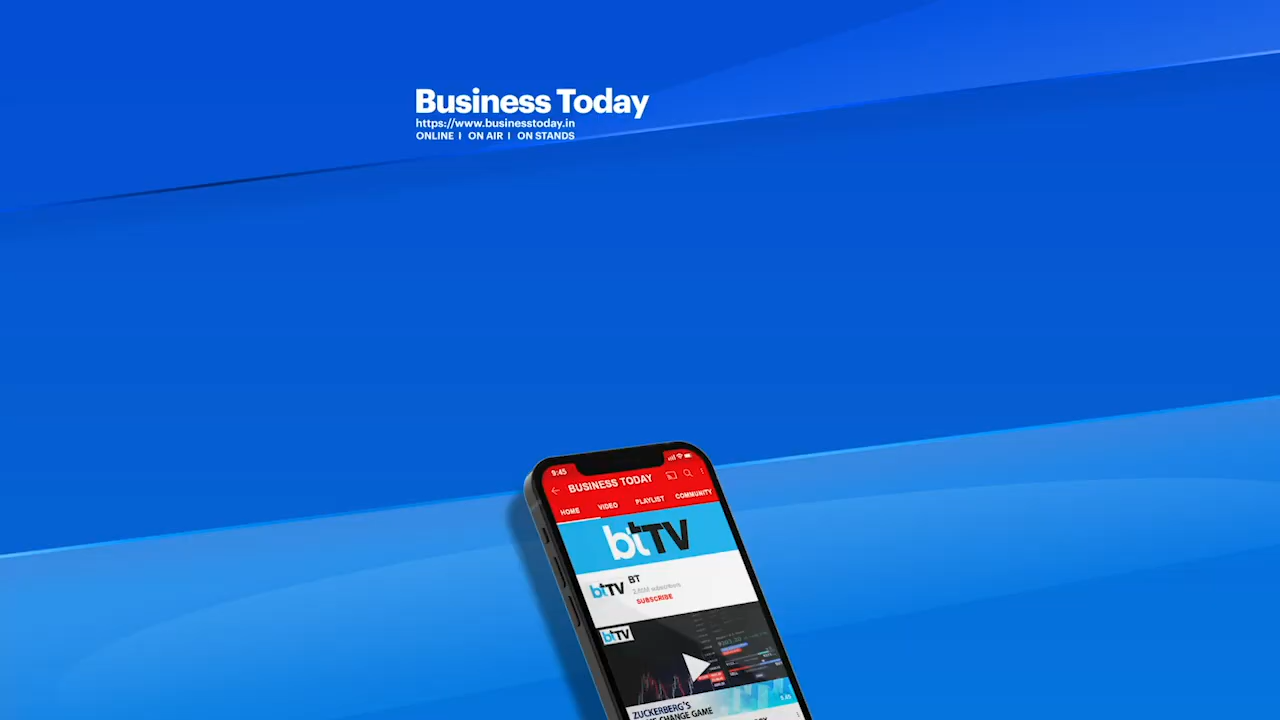 Business Today
https://www.businesstoday.in
ONLINE I ON AIR I ON STANDS
9:45
BUSINESS TODAY
HOME VIDEO PLAYLIST COMMUNITY
btTV
btTV BT
subscribers
SUBSCRIBE
btTV
ZUCKERBERG'S
CHANGE GAME